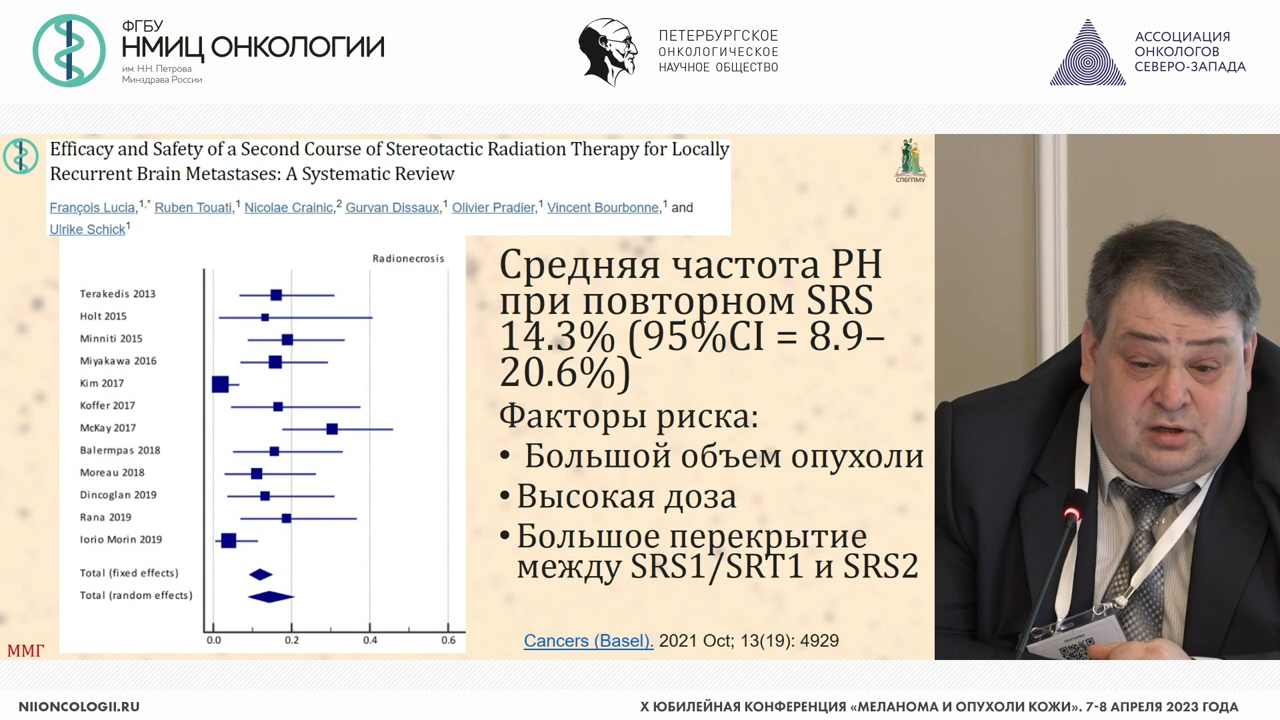 ФГБУ
НМИЦ ОНКОЛОГИИ
им. Н.Н. Петрова
Минздрава России
ПЕТЕРБУРГСКОЕ
ОНКОЛОГИЧЕСКОЕ
НАУЧНОЕ ОБЩЕСТВО
АССОЦИАЦИЯ
ОНКОЛОГОВ
СЕВЕРО-ЗАПАДА
Efficacy and Safety of a Second Course of Stereotactic Radiation Therapy for Locally
Recurrent Brain Metastases: A Systematic Review
François Lucia,1,* Ruben Touati,1 Nicolae Crainic,2 Gurvan Dissaux,1 Olivier Pradier,1 Vincent Bourbonne,1 and
Ulrike Schick1
СПбГПМУ
Radionecrosis
Terakedis 2013
Holt 2015
Minniti 2015
Miyakawa 2016
Kim 2017
Koffer 2017
McKay 2017
Balermpas 2018
Moreau 2018
Dincoglan 2019
Rana 2019
Iorio Morin 2019
Total (fixed effects)
Total (random effects)
0.0 0.2 0.4 0.6
Средняя частота РН
при повторном SRS
14.3% (95%CI = 8.9–
20.6%)
Факторы риска:
• Большой объем опухоли
• Высокая доза
• Большое перекрытие
между SRS1/SRT1 и SRS2
Cancers (Basel). 2021 Oct; 13(19): 4929
ММГ
NIIONCOLOGII.RU
X ЮБИЛЕЙНАЯ КОНФЕРЕНЦИЯ «МЕЛАНОМА И ОПУХОЛИ КОЖИ». 7-8 АПРЕЛЯ 2023 ГОДА